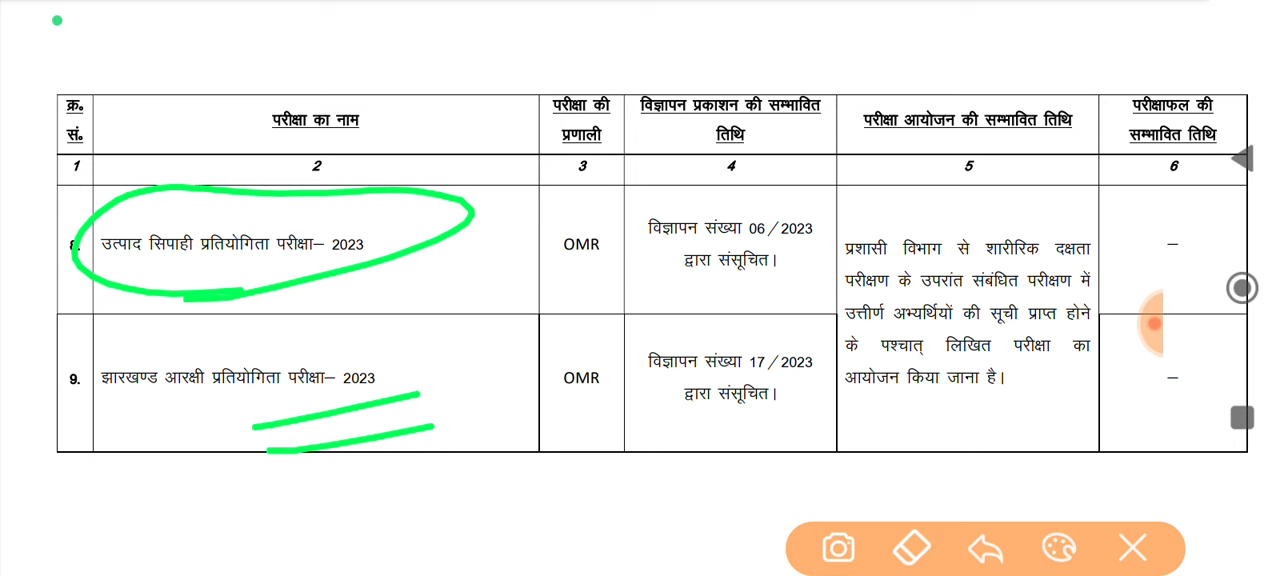 क्र॰ सं॰
परीक्षा का नाम
परीक्षा की प्रणाली
विज्ञापन प्रकाशन की सम्भावित तिथि
परीक्षा आयोजन की सम्भावित तिथि
परीक्षाफल की सम्भावित तिथि
1 2 3 4 5 6
8. उत्पाद सिपाही प्रतियोगिता परीक्षा– 2023
OMR
विज्ञापन संख्या 06/2023
द्वारा संसूचित।
प्रशासी विभाग से शारीरिक दक्षता
परीक्षण के उपरांत संबंधित परीक्षण में
उत्तीर्ण अभ्यर्थियों की सूची प्राप्त होने
के पश्चात् लिखित परीक्षा का
आयोजन किया जाना है।
–
9. झारखण्ड आरक्षी प्रतियोगिता परीक्षा– 2023
OMR
विज्ञापन संख्या 17/2023
द्वारा संसूचित।
–